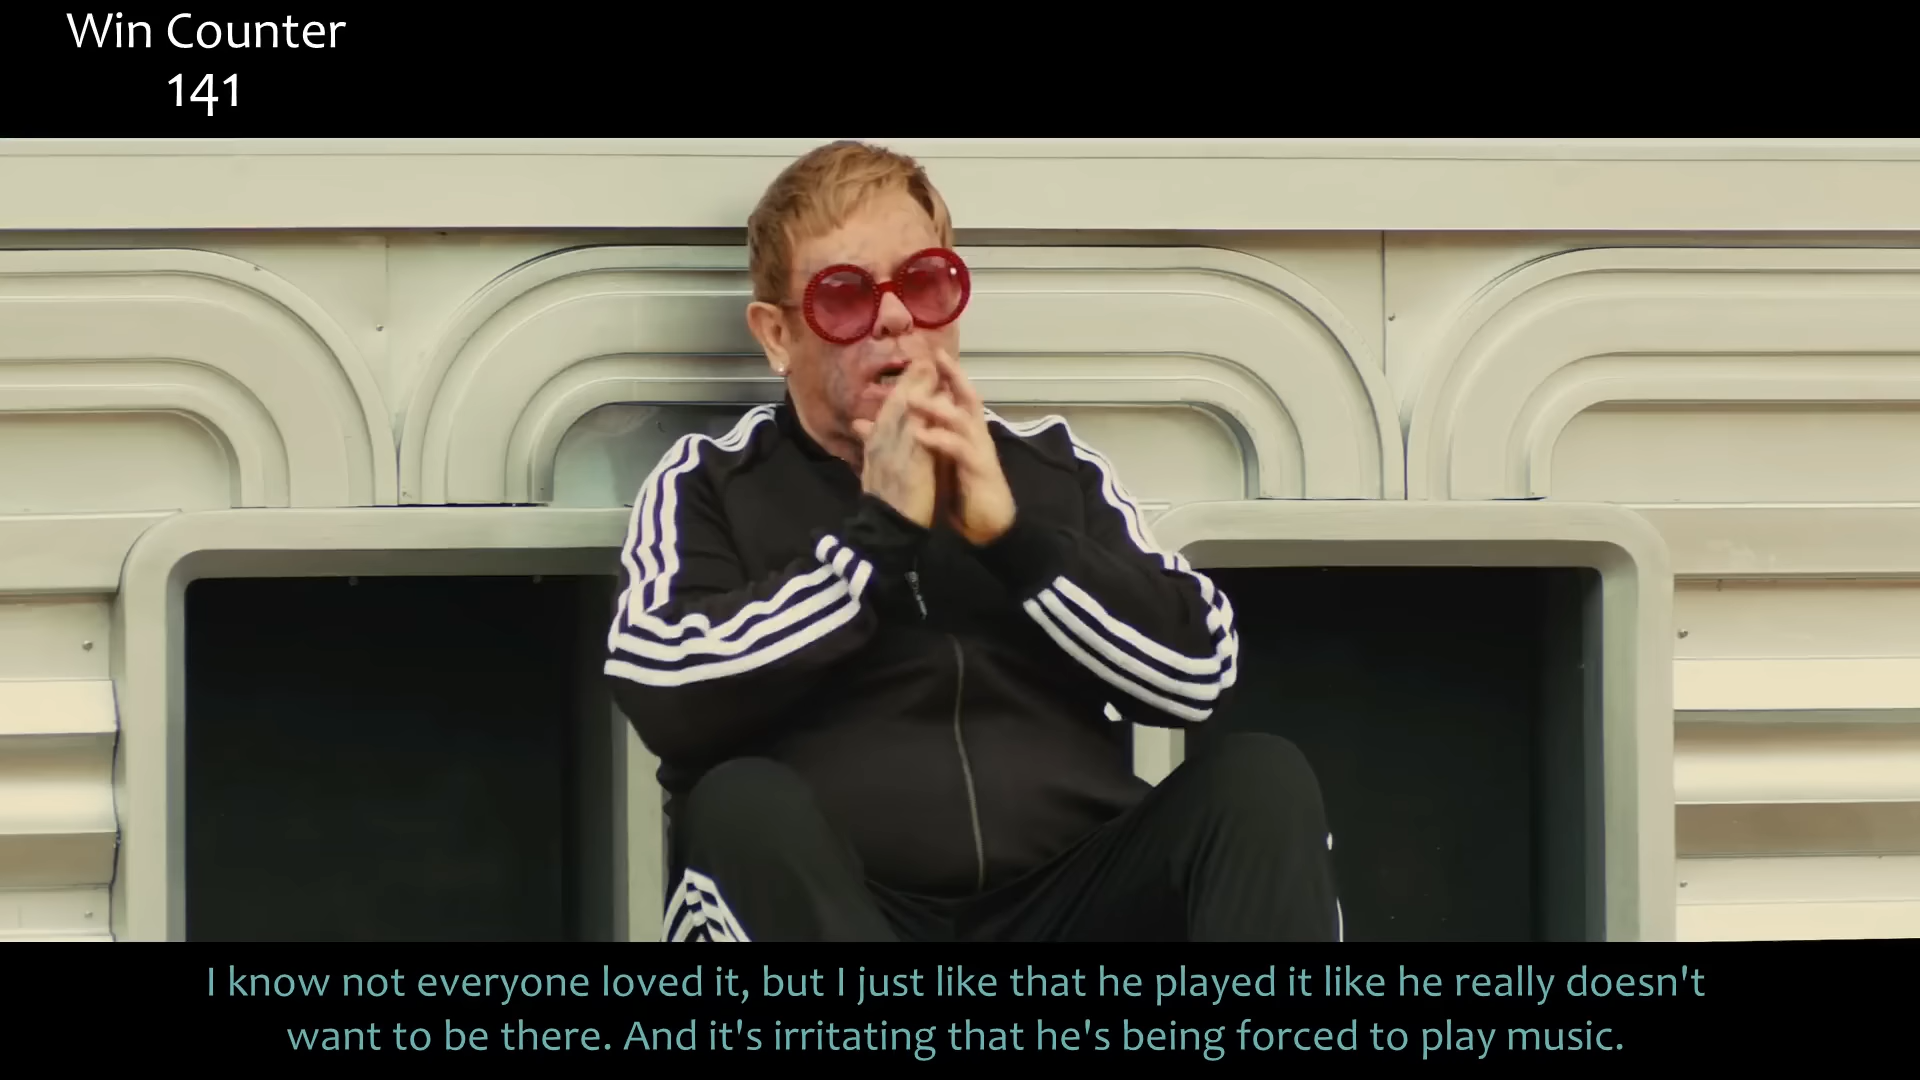 Win Counter
141
I know not everyone loved it, but I just like that he played it like he really doesn't
want to be there. And it's irritating that he's being forced to play music.